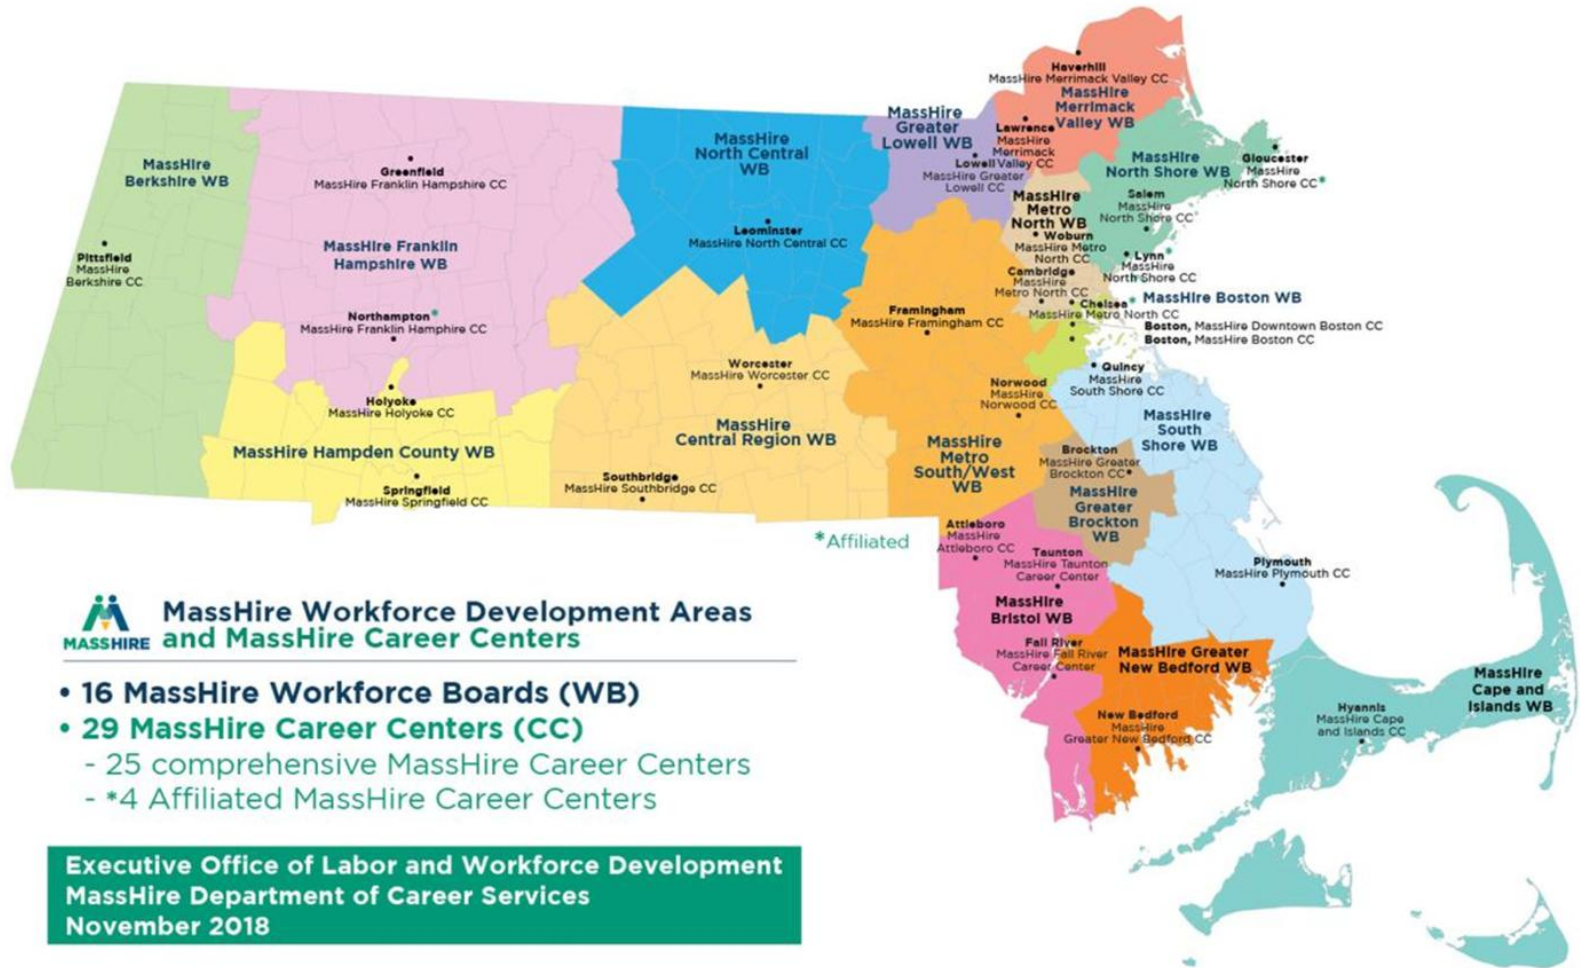 Haverhill
MassHire Merrimack Valley CC
MassHire
Merrimack
Valley WB
MassHire
Greater
Lowell WB
Lawrence
MassHire
Merrimack
Valley CC
Lowell
MassHire Greater
Lowell CC
MassHire
North Shore WB
Gloucester
MassHire
North Shore CC*
Salem
MassHire
North Shore CC
Lynn*
MassHire
North Shore CC
MassHire
Metro
North WB
Woburn
MassHire Metro
North CC
Cambridge
MassHire
Metro North CC
Chelsea*
MassHire Metro North CC
MassHire Boston WB
Boston, MassHire Downtown Boston CC
Boston, MassHire Boston CC
MassHire
Berkshire WB
Pittsfield
MassHire
Berkshire CC
Greenfield
MassHire Franklin Hampshire CC
MassHire Franklin
Hampshire WB
Northampton*
MassHire Franklin Hamphire CC
MassHire
North Central
WB
Leominster
MassHire North Central CC
Holyoke
MassHire Holyoke CC
MassHire Hampden County WB
Springfield
MassHire Springfield CC
Worcester
MassHire Worcester CC
MassHire
Central Region WB
Southbridge
MassHire Southbridge CC
Framingham
MassHire Framingham CC
Norwood
MassHire
Norwood CC
MassHire
Metro
South/West
WB
Quincy
MassHire
South Shore CC
MassHire
South
Shore WB
Brockton
MassHire Greater
Brockton CC
MassHire
Greater
Brockton
WB
Attleboro
MassHire
Attleboro CC
Taunton
MassHire Taunton
Career Center
MassHire
Bristol WB
Fall River
MassHire Fall River
Career Center
Plymouth
MassHire Plymouth CC
MassHire Greater
New Bedford WB
New Bedford
MassHire
Greater New Bedford CC
MassHire
Cape and
Islands WB
Hyannis
MassHire Cape
and Islands CC
*Affiliated
MASSHIRE
MassHire Workforce Development Areas
and MassHire Career Centers
• 16 MassHire Workforce Boards (WB)
• 29 MassHire Career Centers (CC)
- 25 comprehensive MassHire Career Centers
- *4 Affiliated MassHire Career Centers
Executive Office of Labor and Workforce Development
MassHire Department of Career Services
November 2018